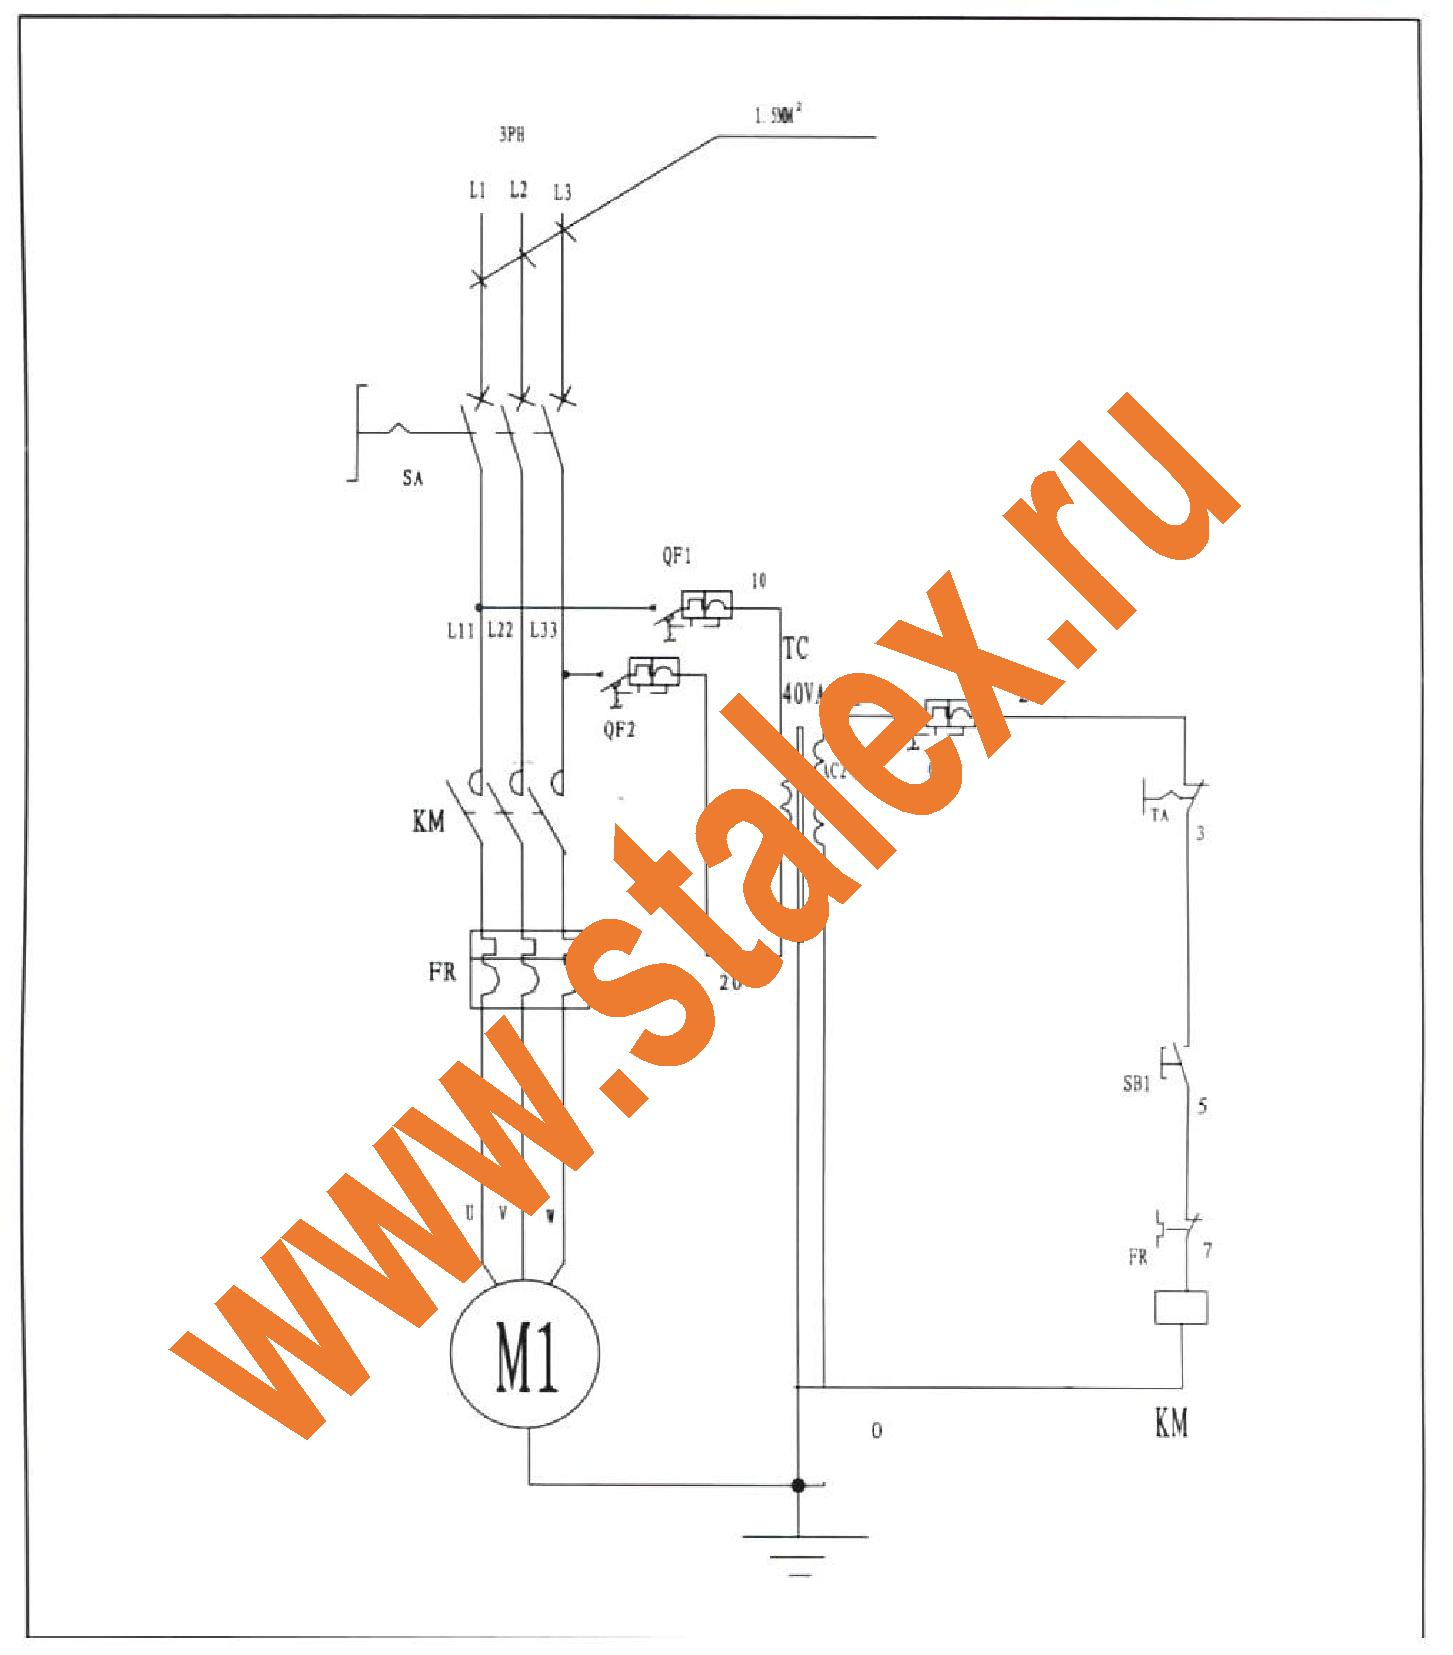 1.5MM²
3PH
L1 L2 L3
SA
QF1
10
L11 L22 L33
TC
40VA
QF2
AC2
KM
TA
3
FR
20
SB1
5
U V W
FR
7
M1
O
KM
www.stalex.ru